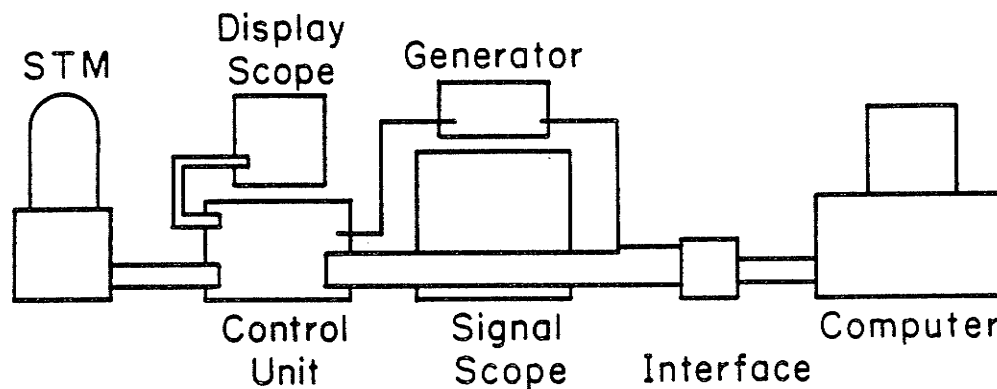 STM
Display
Scope
Generator
Control
Unit
Signal
Scope
Interface
Computer